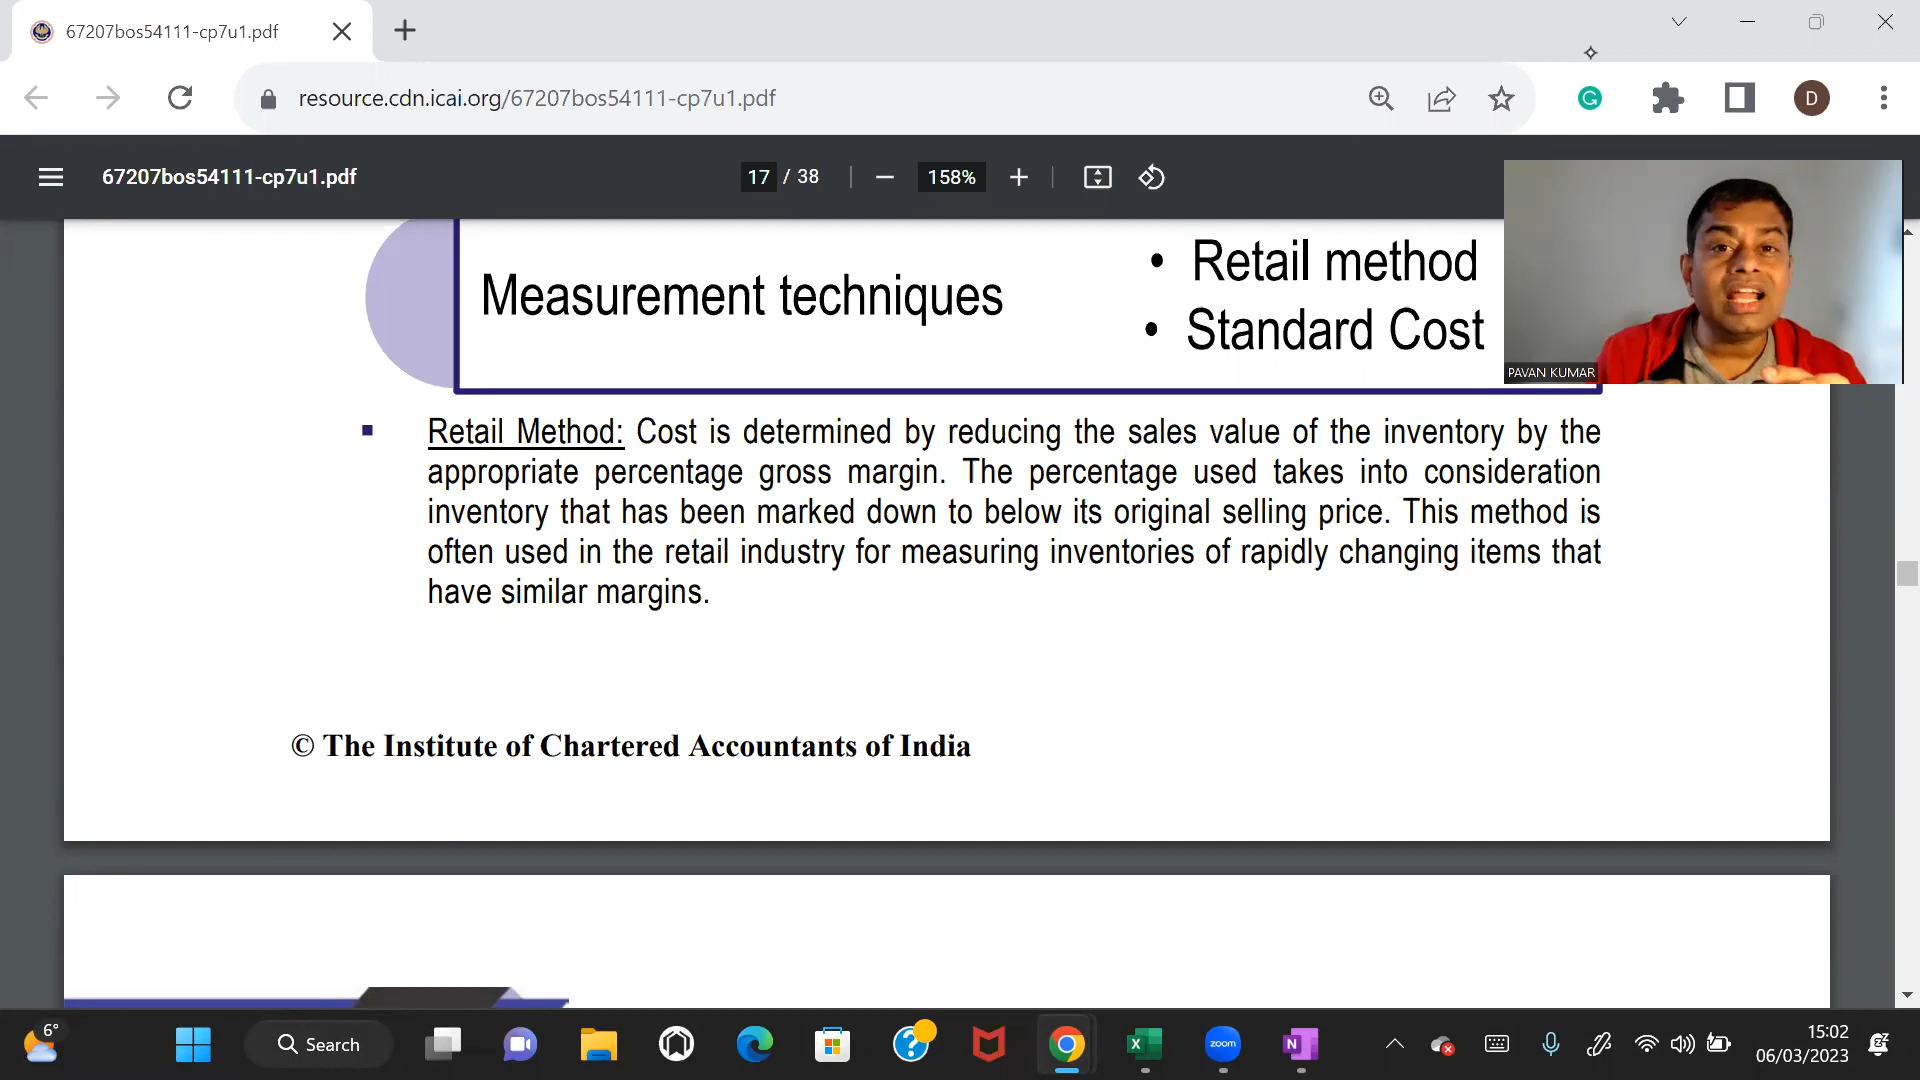 67207bos54111-cp7u1.pdf
resource.cdn.icai.org/67207bos54111-cp7u1.pdf
D
67207bos54111-cp7u1.pdf
17 / 38
158%
Measurement techniques
• Retail method
• Standard Cost
PAVAN KUMAR
▪ Retail Method: Cost is determined by reducing the sales value of the inventory by the
appropriate percentage gross margin. The percentage used takes into consideration
inventory that has been marked down to below its original selling price. This method is
often used in the retail industry for measuring inventories of rapidly changing items that
have similar margins.
© The Institute of Chartered Accountants of India
6°
Search
zoom
15:02
06/03/2023